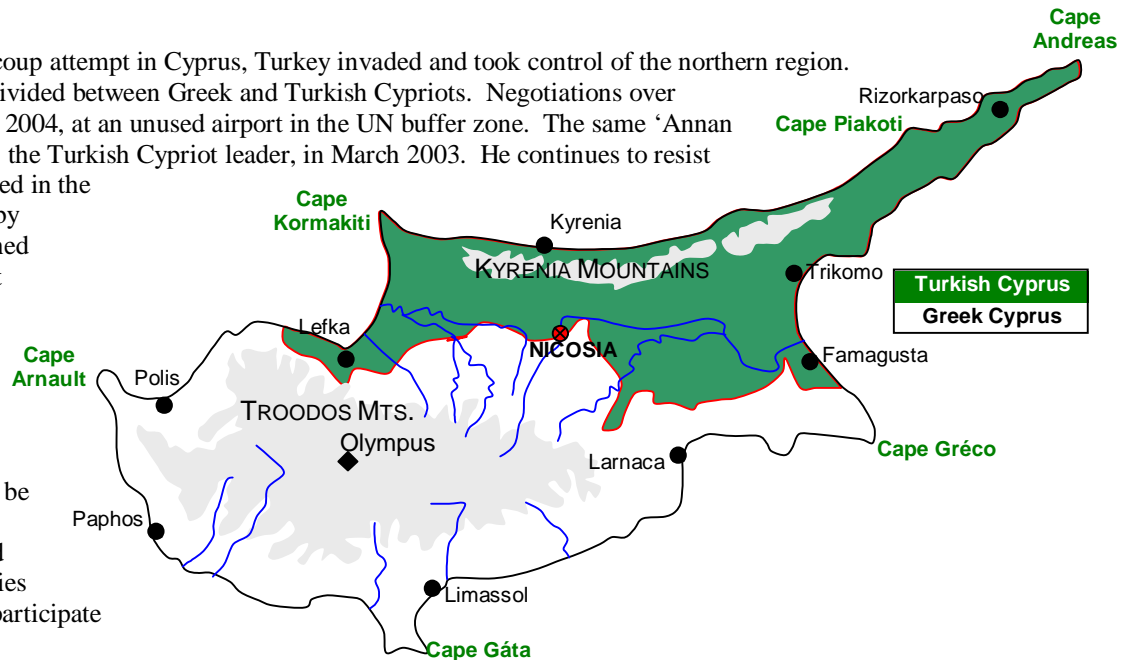 coup attempt in Cyprus, Turkey invaded and took control of the northern region.
ivided between Greek and Turkish Cypriots. Negotiations over
2004, at an unused airport in the UN buffer zone. The same ‘Annan
the Turkish Cypriot leader, in March 2003. He continues to resist
ed in the
by
ned
t
be
d
ies
participate
Cape
Andreas
Rizorkarpaso
Cape Piakoti
Cape
Kormakiti
Kyrenia
KYRENIA MOUNTAINS
Trikomo
Turkish Cyprus
Greek Cyprus
Lefka
NICOSIA
Famagusta
Cape
Arnault
Polis
TROODOS MTS.
Olympus
Larnaca
Cape Gréco
Paphos
Limassol
Cape Gáta